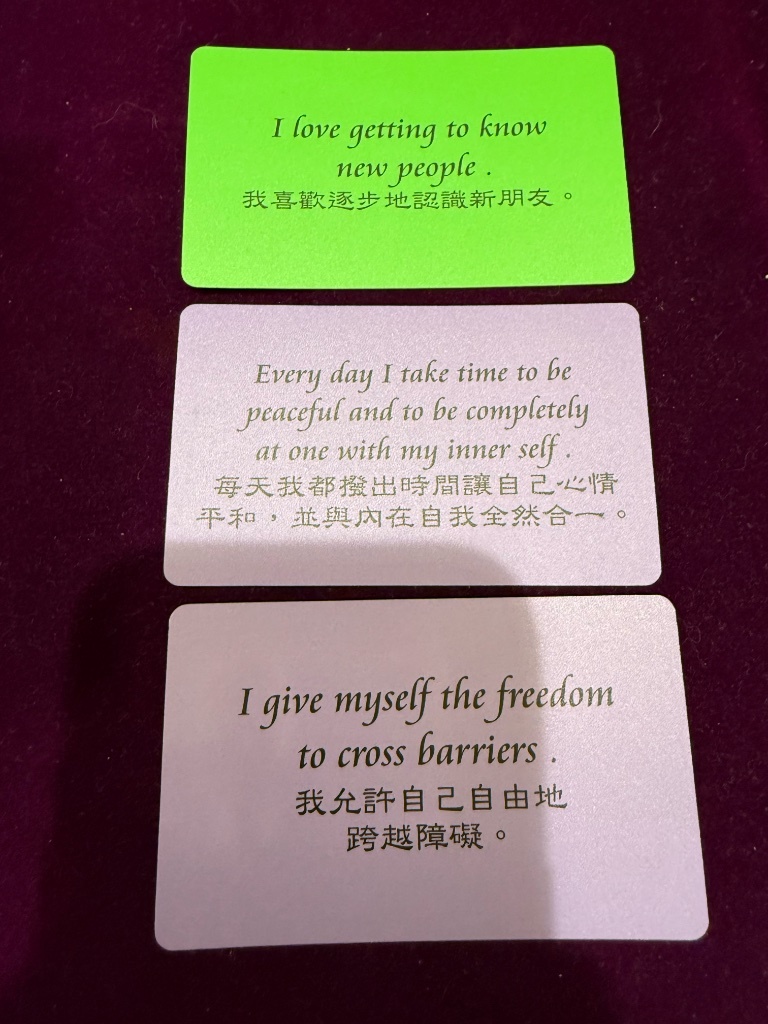 I love getting to know
new people .
我喜歡逐步地認識新朋友。
Every day I take time to be
peaceful and to be completely
at one with my inner self .
每天我都撥出時間讓自己心情
平和，並與內在自我全然合一。
I give myself the freedom
to cross barriers .
我允許自己自由地
跨越障礙。